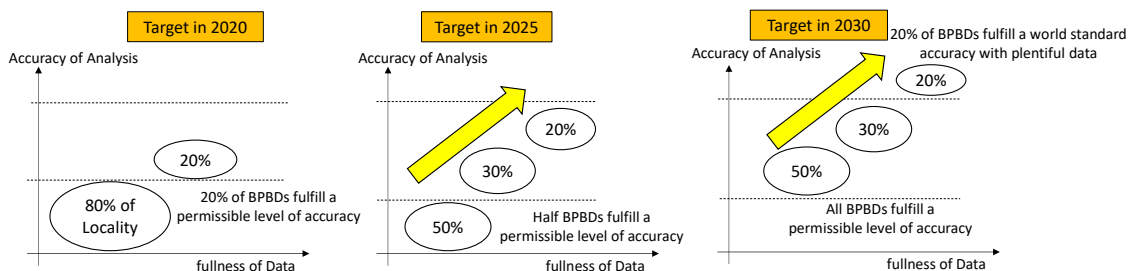 Target in 2020
Accuracy of Analysis
20%
80% of
Locality
20% of BPBDs fulfill a
permissible level of accuracy
fullness of Data
Target in 2025
Accuracy of Analysis
20%
30%
50%
Half BPBDs fulfill a
permissible level of accuracy
fullness of Data
Target in 2030
20% of BPBDs fulfill a world standard
accuracy with plentiful data
Accuracy of Analysis
20%
30%
50%
All BPBDs fulfill a
permissible level of accuracy
fullness of Data